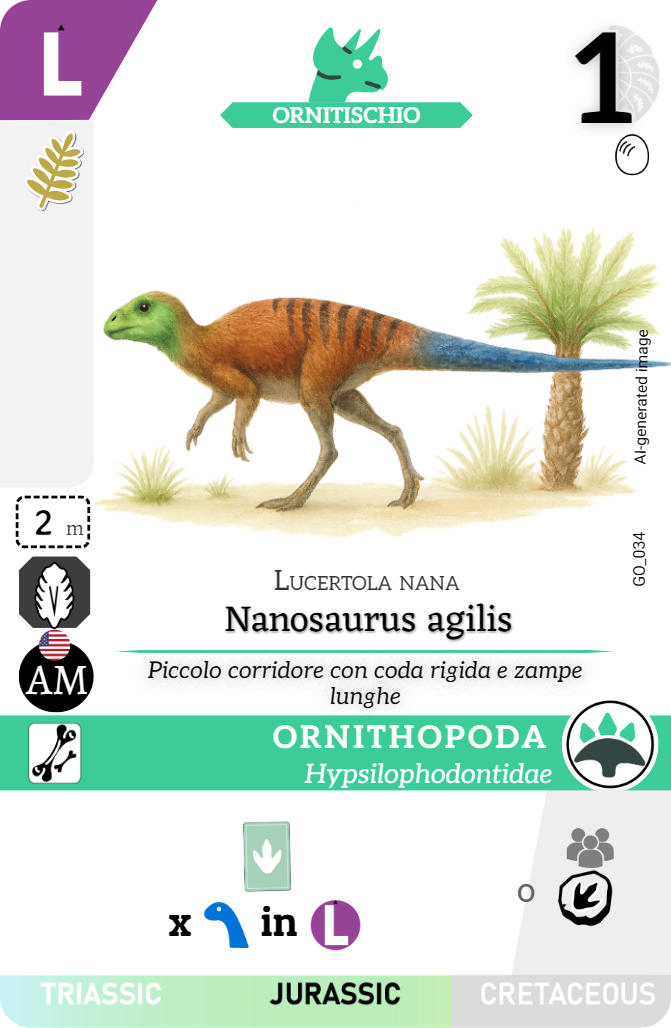 L
ORNITISCHIO
1
AI-generated image
2 m
GO_034
LUCERTOLA NANA
Nanosaurus agilis
AM
Piccolo corridore con coda rigida e zampe
lunghe
ORNITHOPODA
Hypsilophodontidae
o
x in L
TRIASSIC JURASSIC CRETACEOUS